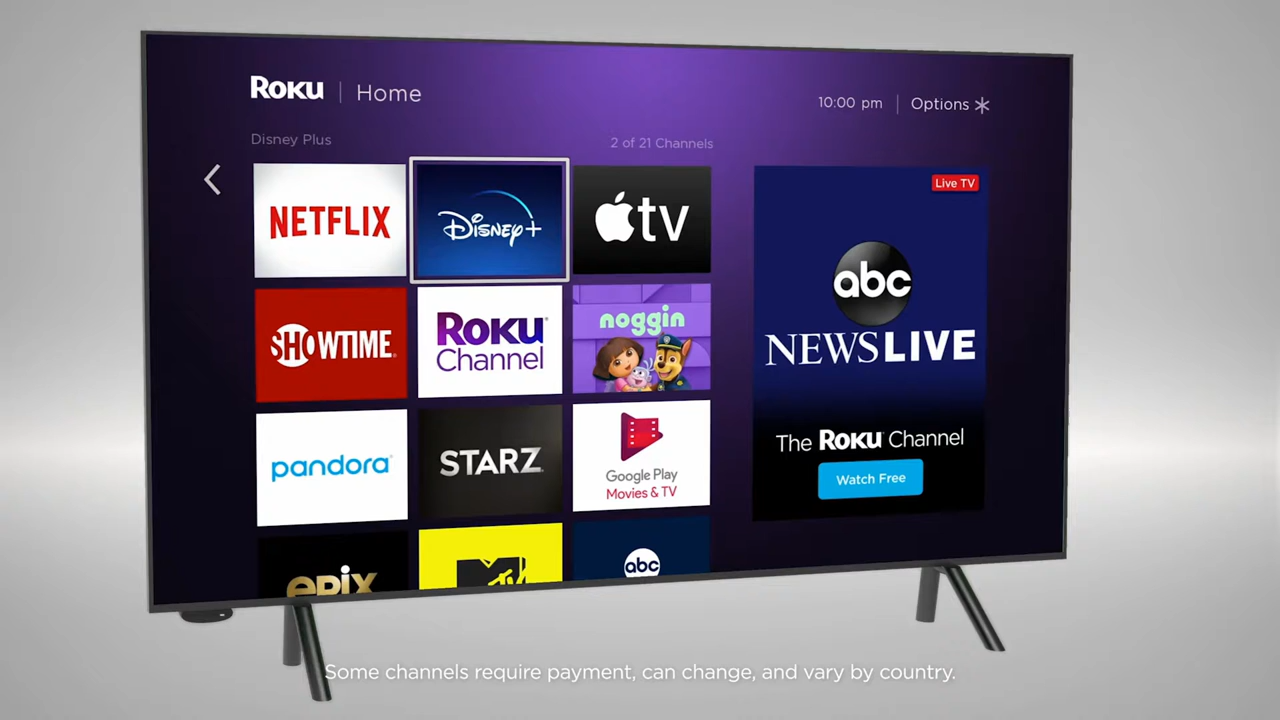 ROKU | Home
10:00 pm | Options
Disney Plus
2 of 21 Channels
NETFLIX
Disney+
tv
SHOWTIME
ROKU Channel
noggin
pandora
STARZ
Google Play
Movies & TV
epix
MTV
abc
Live TV
abc
NEWS LIVE
The ROKU Channel
Watch Free
Some channels require payment, can change, and vary by country.